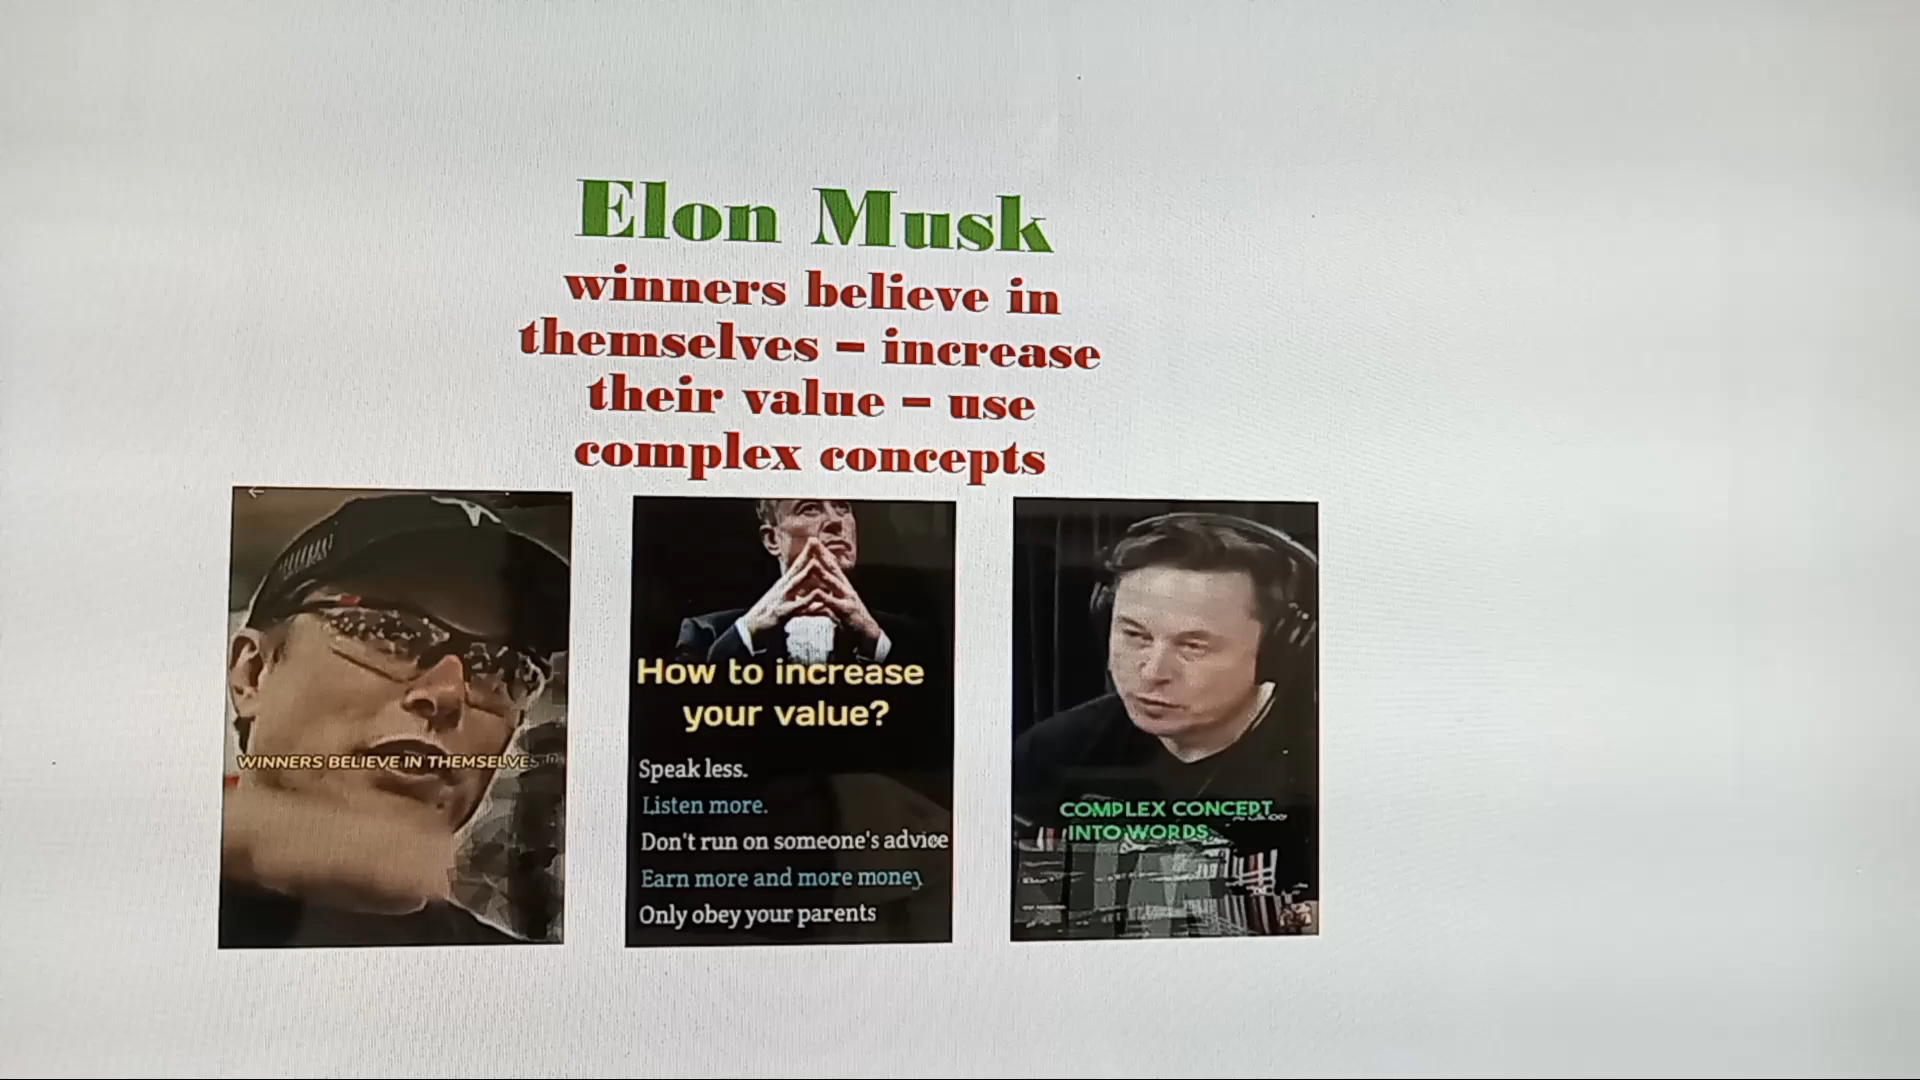 Elon Musk
winners believe in
themselves – increase
their value – use
complex concepts
WINNERS BELIEVE IN THEMSELVES
How to increase
your value?
Speak less.
Listen more.
Don't run on someone's advice
Earn more and more money
Only obey your parents
COMPLEX CONCEPT
INTO WORDS